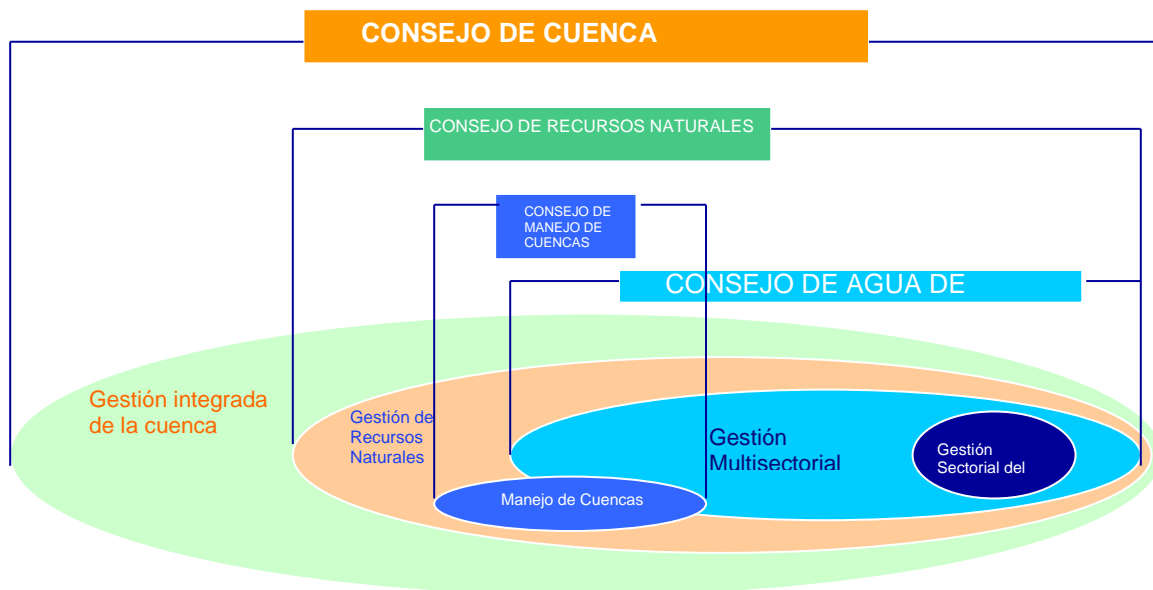 CONSEJO DE CUENCA
CONSEJO DE RECURSOS NATURALES
CONSEJO DE
MANEJO DE
CUENCAS
CONSEJO DE AGUA DE
Gestión integrada
de la cuenca
Gestión de
Recursos
Naturales
Gestión
Multisectorial
Gestión
Sectorial del
Manejo de Cuencas